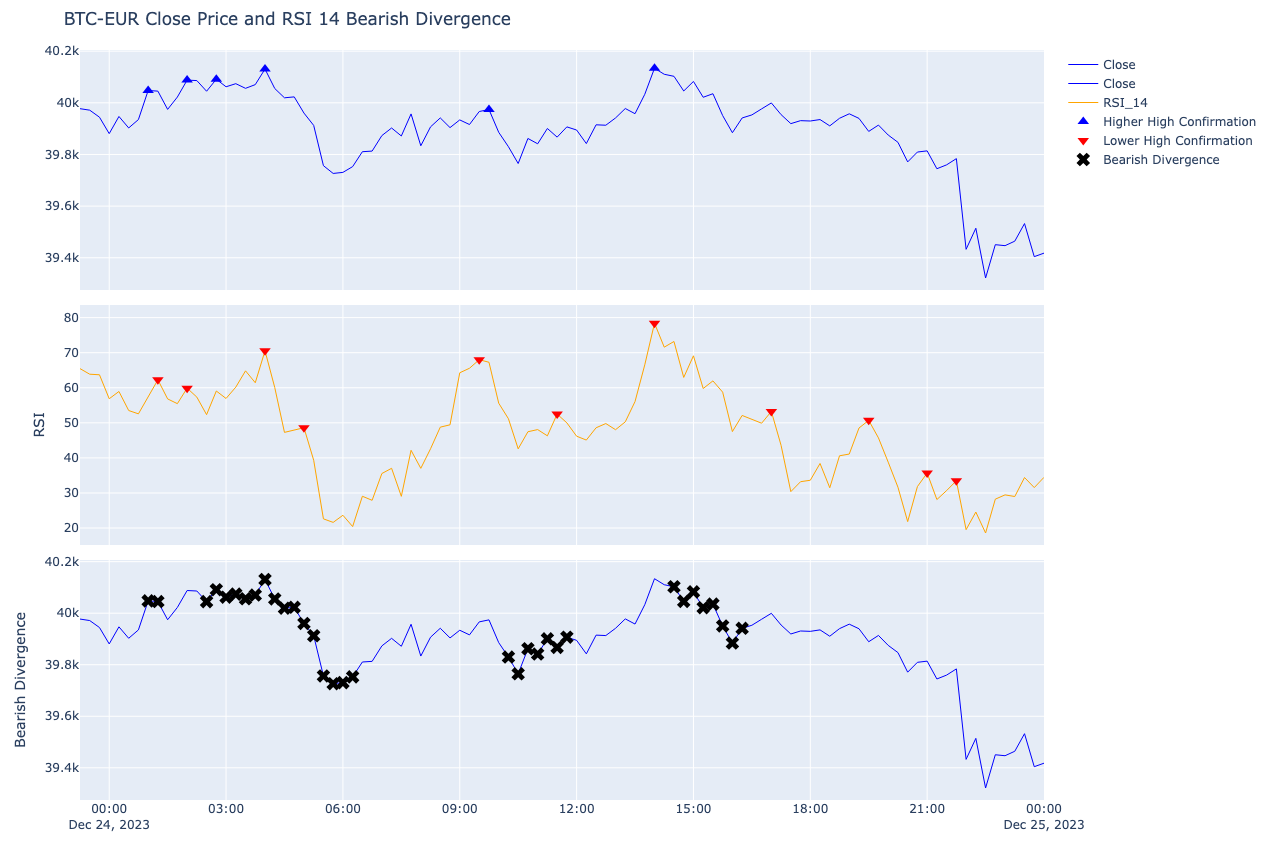 BTC-EUR Close Price and RSI 14 Bearish Divergence
40.2k
40k
39.8k
39.6k
39.4k
Close
Close
RSI_14
Higher High Confirmation
Lower High Confirmation
Bearish Divergence
RSI
80
70
60
50
40
30
20
Bearish Divergence
40.2k
40k
39.8k
39.6k
39.4k
00:00 03:00 06:00 09:00 12:00 15:00 18:00 21:00 00:00
Dec 24, 2023 Dec 25, 2023